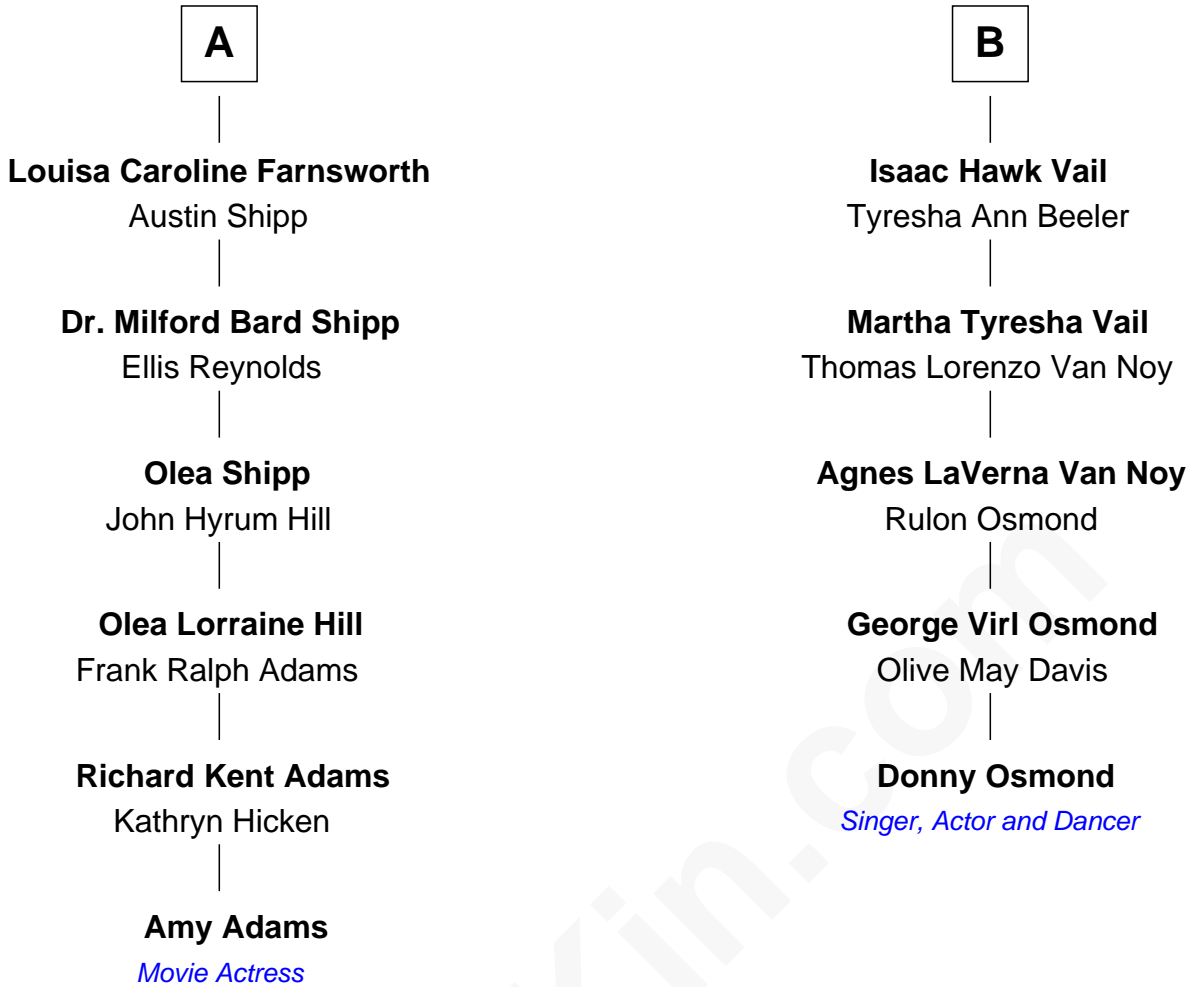 A
Louisa Caroline Farnsworth
Austin Shipp
Dr. Milford Bard Shipp
Ellis Reynolds
Olea Shipp
John Hyrum Hill
Olea Lorraine Hill
Frank Ralph Adams
Richard Kent Adams
Kathryn Hicken
Amy Adams
Movie Actress
B
Isaac Hawk Vail
Tyresha Ann Beeler
Martha Tyresha Vail
Thomas Lorenzo Van Noy
Agnes LaVerna Van Noy
Rulon Osmond
George Virl Osmond
Olive May Davis
Donny Osmond
Singer, Actor and Dancer
Kin.com